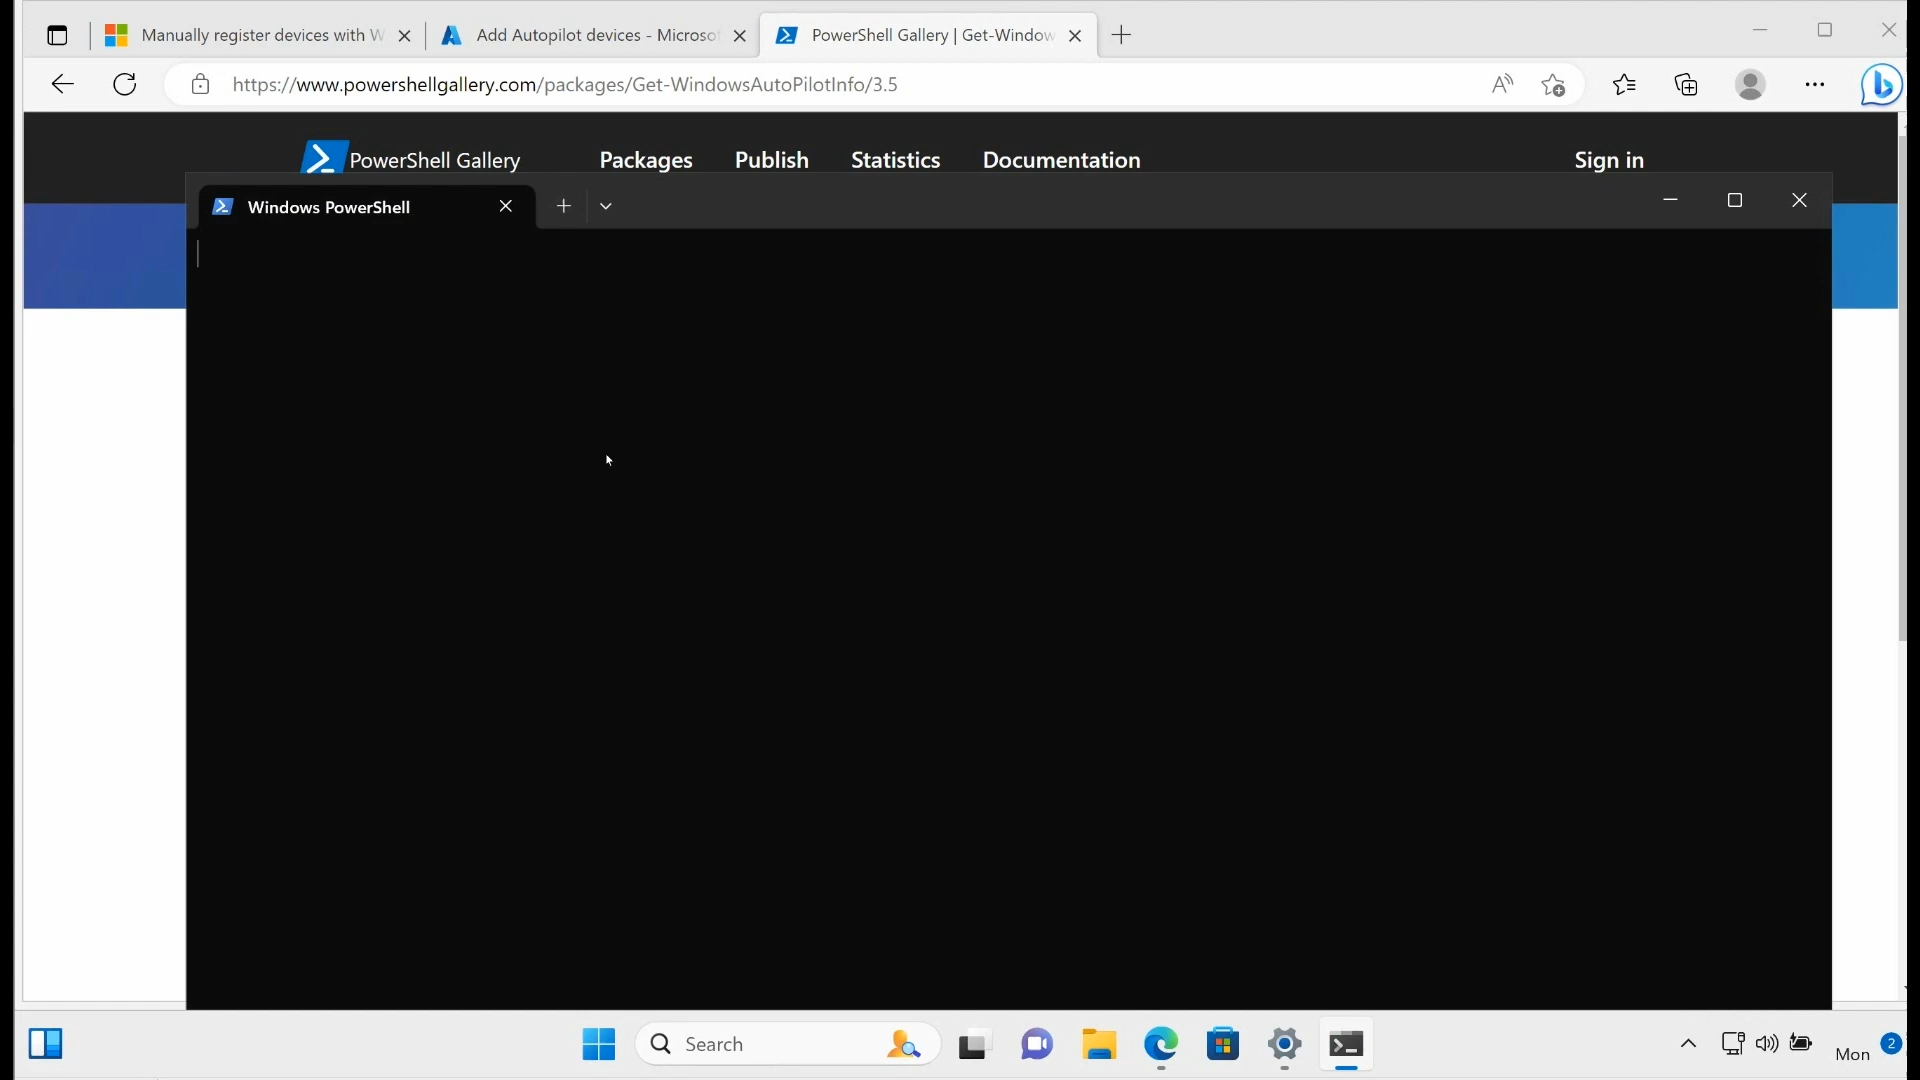 Manually register devices with W
Add Autopilot devices - Microso
PowerShell Gallery | Get-Window
https://www.powershellgallery.com/packages/Get-WindowsAutoPilotInfo/3.5
PowerShell Gallery
Packages
Publish
Statistics
Documentation
Sign in
Windows PowerShell
Search
Mon
2